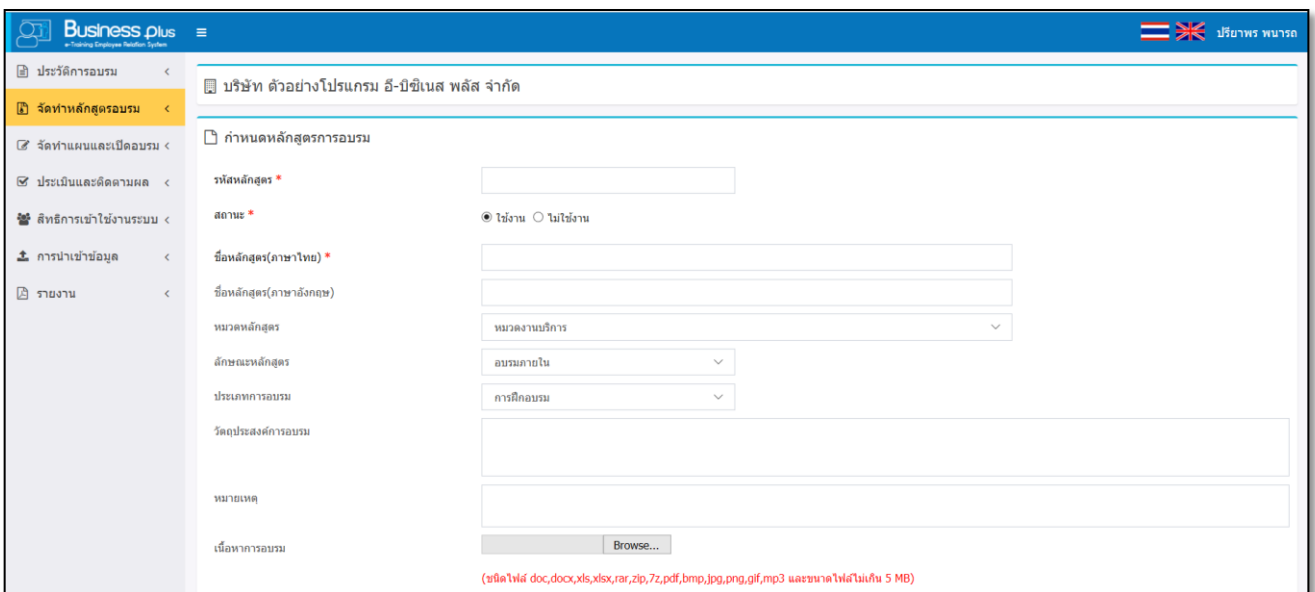 Business plus
e-Training Employee Relation System
ปรียาพร พนารถ
ประวัติการอบรม
จัดทำหลักสูตรอบรม
จัดทำแผนและเปิดอบรม
ประเมินและติดตามผล
สิทธิการเข้าใช้งานระบบ
การนำเข้าข้อมูล
รายงาน
บริษัท ตัวอย่างโปรแกรม อี-บิซิเนส พลัส จำกัด
กำหนดหลักสูตรการอบรม
รหัสหลักสูตร *
สถานะ * ใช้งาน ไม่ใช้งาน
ชื่อหลักสูตร(ภาษาไทย) *
ชื่อหลักสูตร(ภาษาอังกฤษ)
หมวดหลักสูตร หมวดงานบริการ
ลักษณะหลักสูตร อบรมภายใน
ประเภทการอบรม การฝึกอบรม
วัตถุประสงค์การอบรม
หมายเหตุ
เนื้อหาการอบรม Browse...
(ชนิดไฟล์ doc,docx,xls,xlsx,rar,zip,7z,pdf,bmp,jpg,png,gif,mp3 และขนาดไฟล์ไม่เกิน 5 MB)